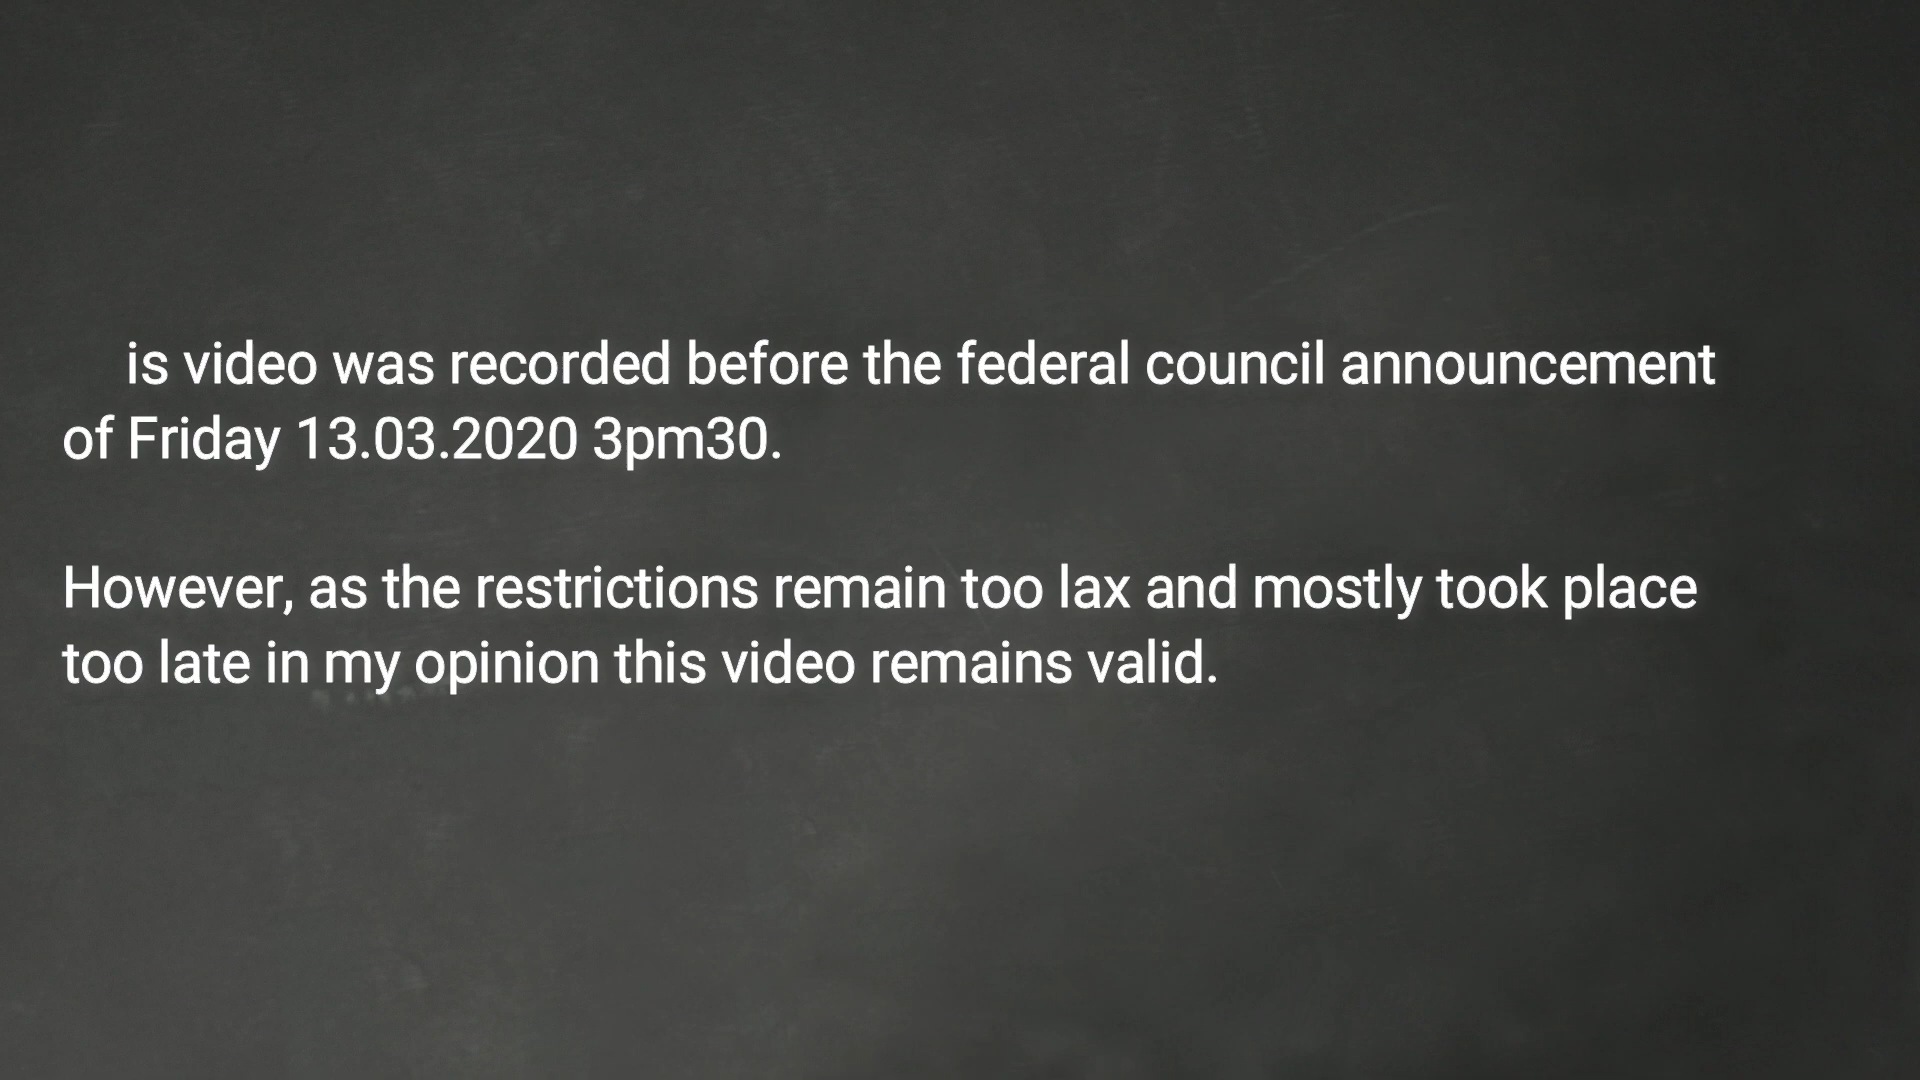 is video was recorded before the federal council announcement
of Friday 13.03.2020 3pm30.
However, as the restrictions remain too lax and mostly took place
too late in my opinion this video remains valid.